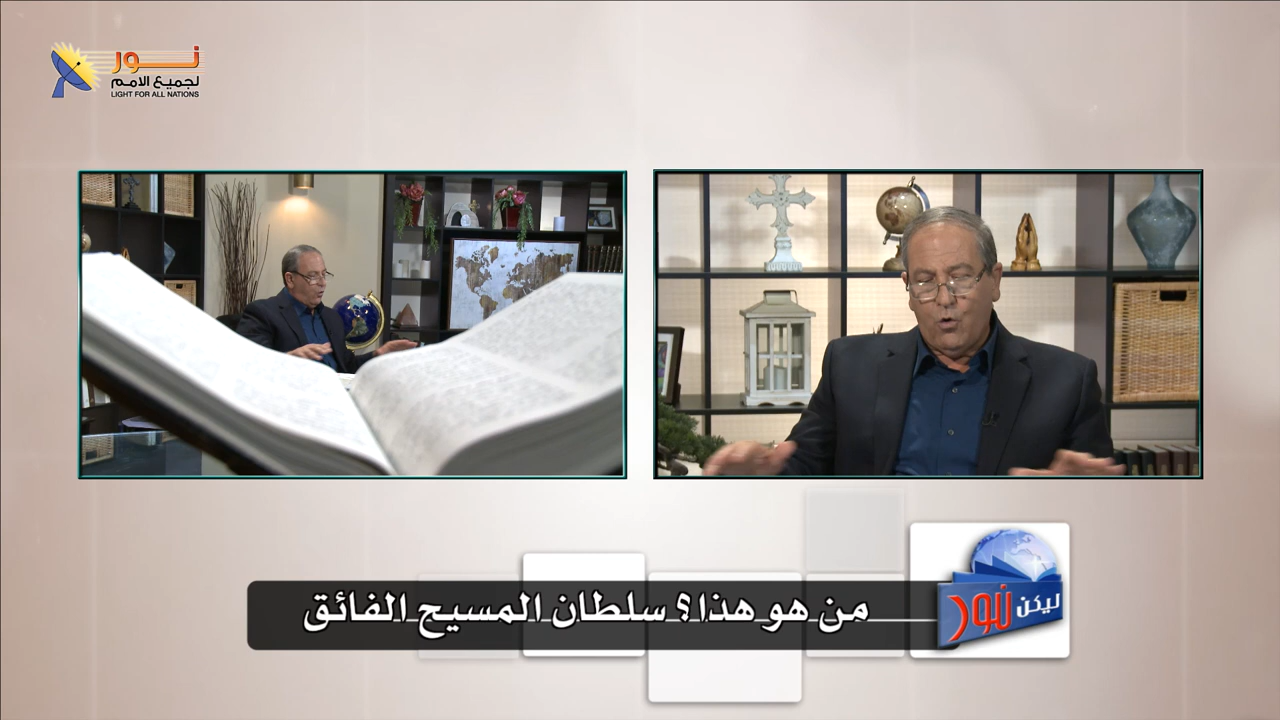 نور
لجميع الامم
LIGHT FOR ALL NATIONS
من هو هذا؟ سلطان المسيح الفائق
ليكن نور